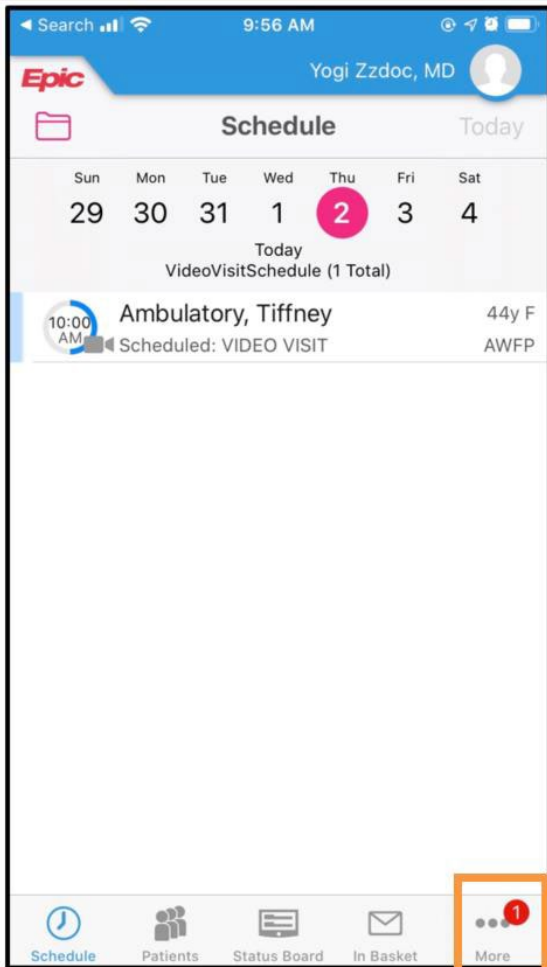 Search 9:56 AM
Epic Yogi Zzdoc, MD
Schedule Today
Sun Mon Tue Wed Thu Fri Sat
29 30 31 1 2 3 4
Today
VideoVisitSchedule (1 Total)
10:00 AM Ambulatory, Tiffney 44y F
Scheduled: VIDEO VISIT AWFP
1
Schedule Patients Status Board In Basket More